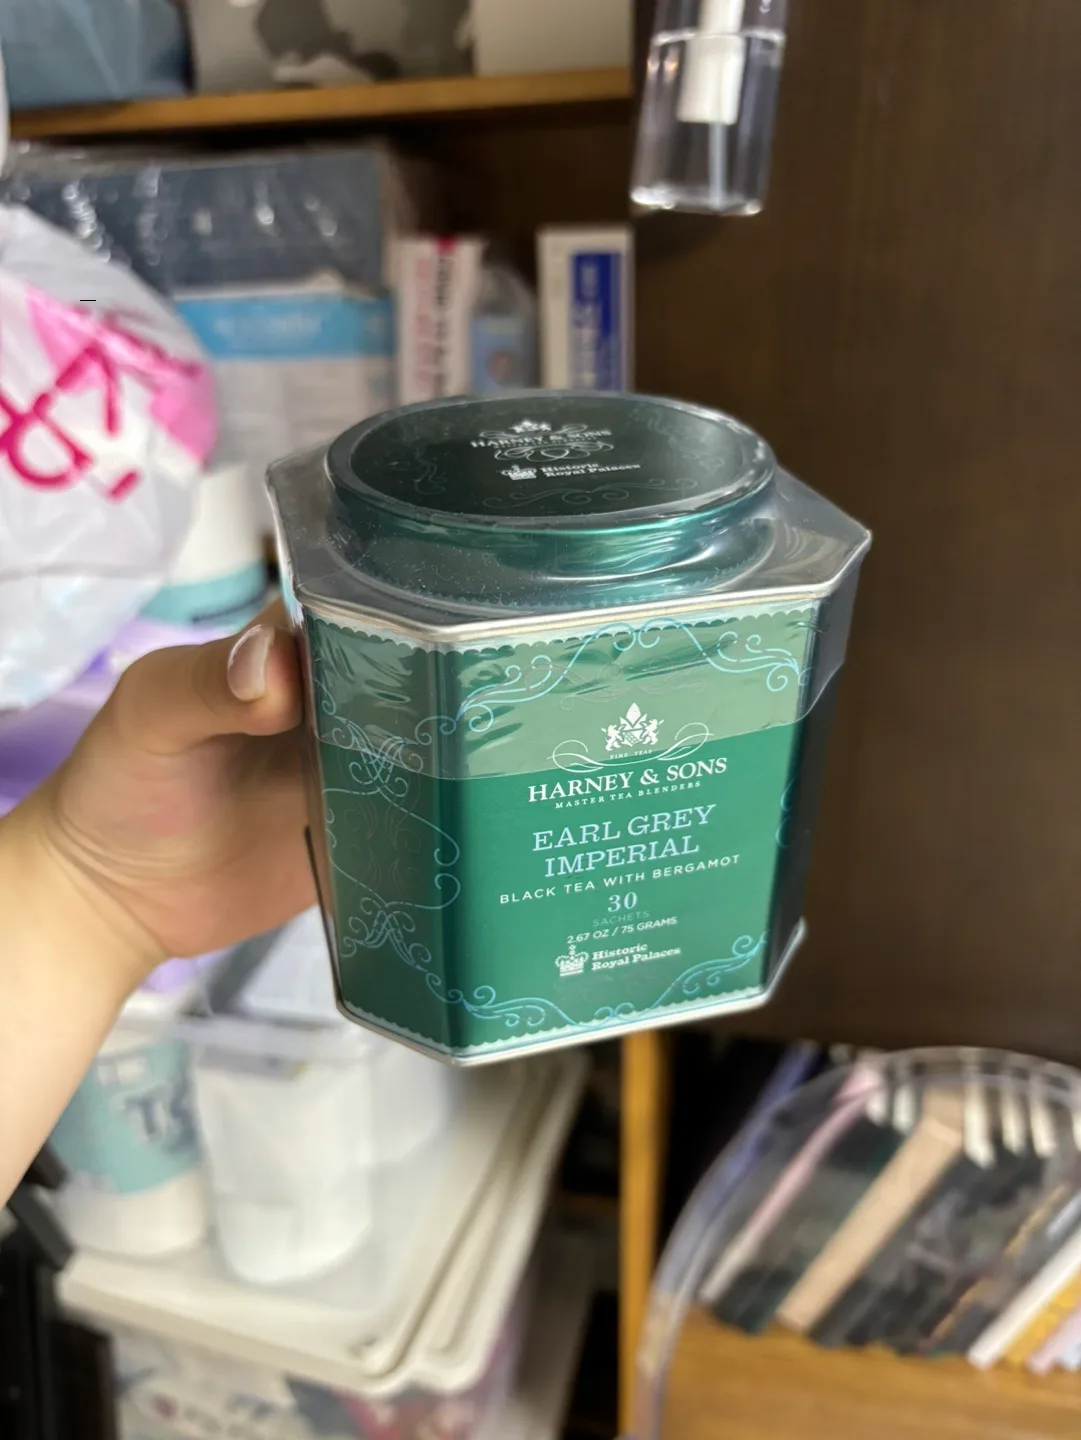 HARNEY & SONS
Historic
Royal Palaces
FINE TEAS
HARNEY & SONS
MASTER TEA BLENDERS
EARL GREY
IMPERIAL
BLACK TEA WITH BERGAMOT
30
SACHETS
2.67 OZ / 75 GRAMS
Historic
Royal Palaces